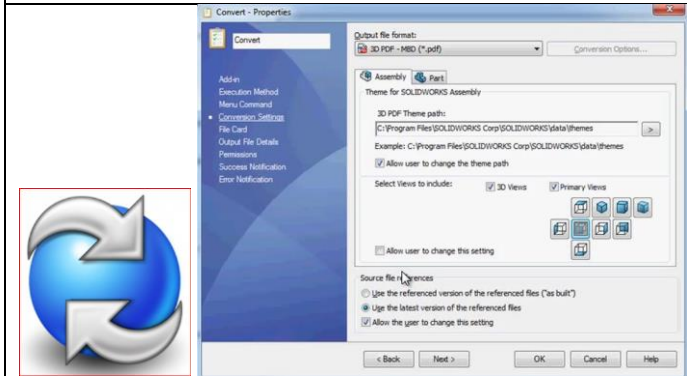 Convert - Properties
Convert
Add-in
Execution Method
Menu Command
Conversion Settings
File Card
Output File Details
Permissions
Success Notification
Error Notification
Output file format:
3D PDF - MBD (*.pdf)
Conversion Options...
Assembly
Part
Theme for SOLIDWORKS Assembly
3D PDF Theme path:
C:\Program Files\SOLIDWORKS Corp\SOLIDWORKS\data\themes
>
Example: C:\Program Files\SOLIDWORKS Corp\SOLIDWORKS\data\themes
Allow user to change the theme path
Select Views to include:
3D Views
Primary Views
Allow user to change this setting
Source file references
Use the referenced version of the referenced files ("as built")
Use the latest version of the referenced files
Allow the user to change this setting
< Back
Next >
OK
Cancel
Help